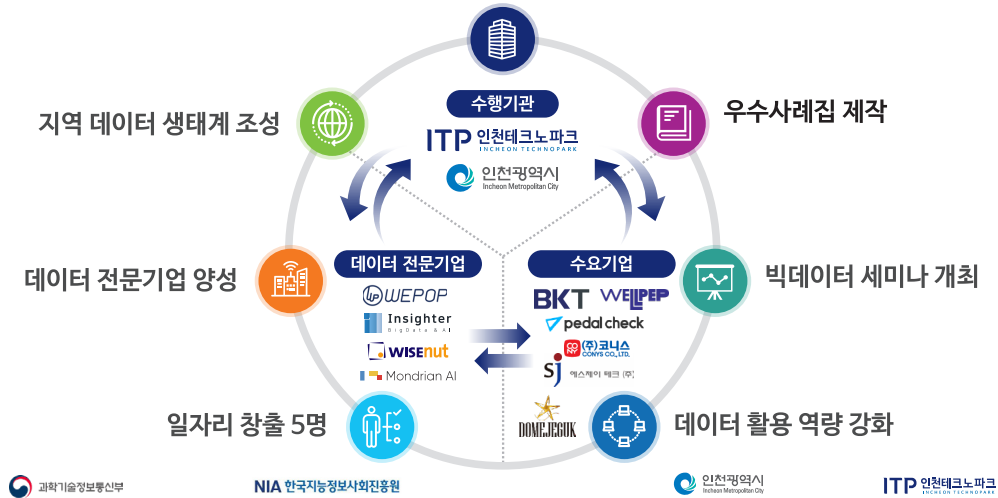 수행기관
지역 데이터 생태계 조성
우수사례집 제작
ITP 인천테크노파크
INCHEON TECHNOPARK
인천광역시
Incheon Metropolitan City
데이터 전문기업 양성
데이터 전문기업
WEPOP
Insighter
BigData & AI
WISEnut
Mondrian AI
수요기업
BKT WELLPEP
pedal check
CONY
(주)코니스
CONYS CO.,LTD.
sj 에스제이 테크 (주)
DOMEJEGUK
빅데이터 세미나 개최
일자리 창출 5명
데이터 활용 역량 강화
과학기술정보통신부
NIA 한국지능정보사회진흥원
인천광역시
Incheon Metropolitan City
ITP 인천테크노파크
INCHEON TECHNOPARK